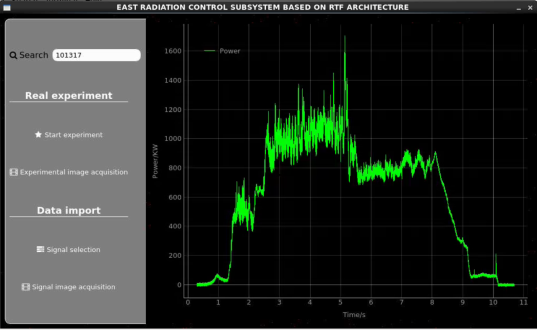 EAST RADIATION CONTROL SUBSYSTEM BASED ON RTF ARCHITECTURE
Search 101317
Real experiment
Start experiment
Experimental image acquisition
Data import
Signal selection
Signal image acquisition
Power
Power/KW
1600
1400
1200
1000
800
600
400
200
0
0 1 2 3 4 5 6 7 8 9 10 11
Time/s